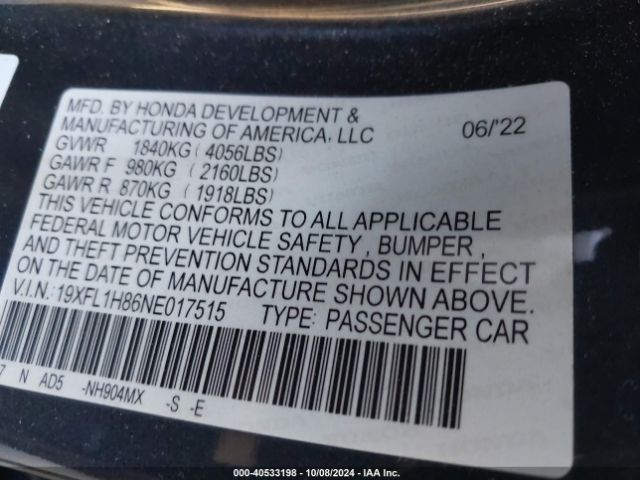 MFD. BY HONDA DEVELOPMENT &
MANUFACTURING OF AMERICA, LLC 06/'22
GVWR 1840KG (4056LBS)
GAWR F 980KG (2160LBS)
GAWR R 870KG (1918LBS)
THIS VEHICLE CONFORMS TO ALL APPLICABLE
FEDERAL MOTOR VEHICLE SAFETY, BUMPER,
AND THEFT PREVENTION STANDARDS IN EFFECT
ON THE DATE OF MANUFACTURE SHOWN ABOVE.
V.I.N.: 19XFL1H86NE017515 TYPE: PASSENGER CAR
7 N AD5 -NH904MX -S -E
000-40533198 - 10/08/2024 - IAA Inc.